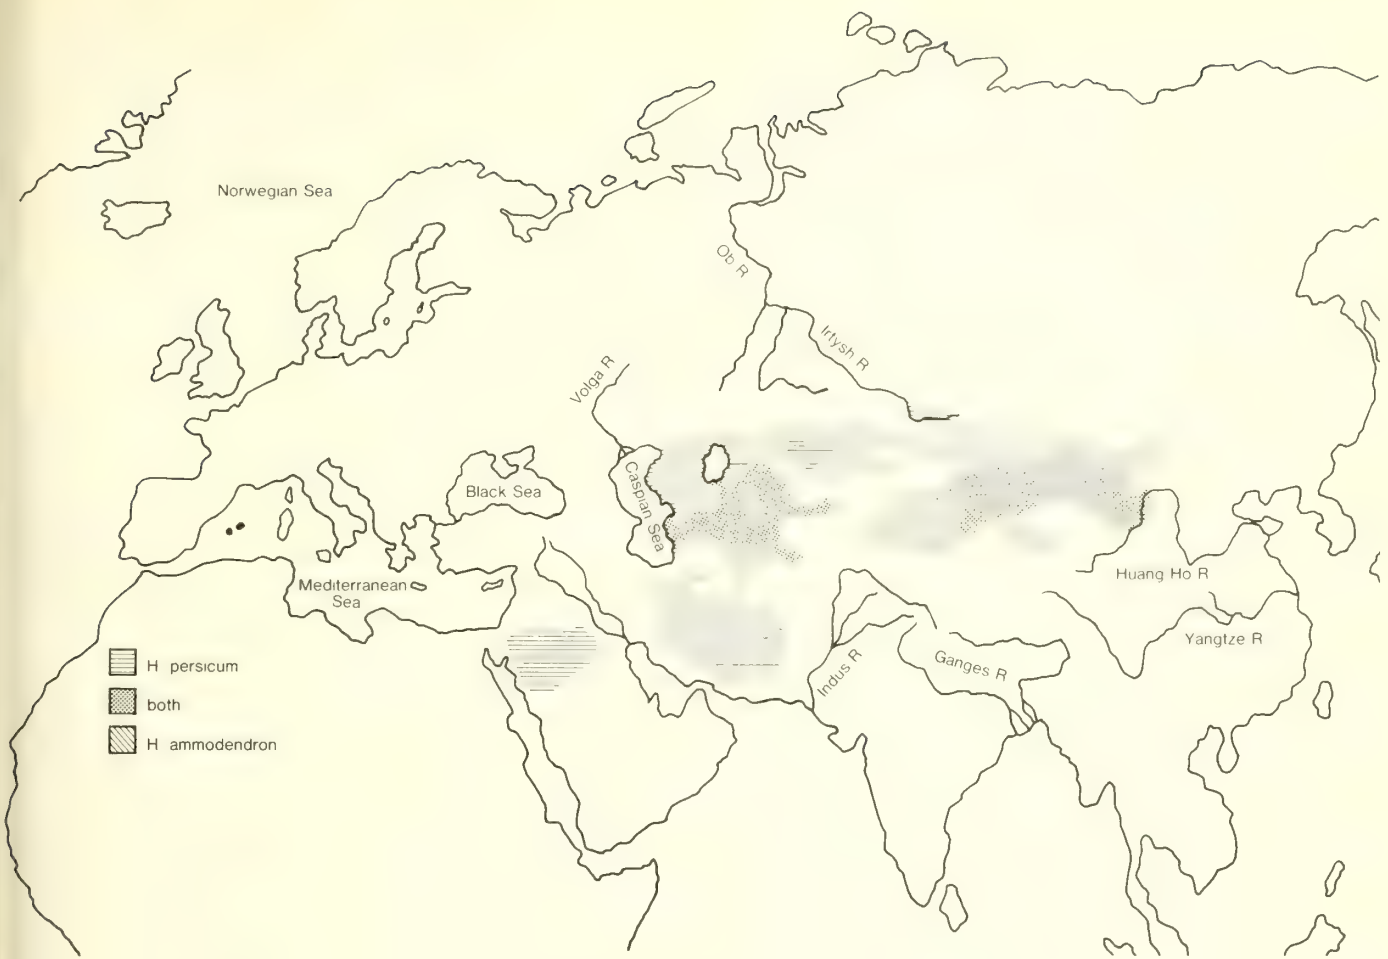 Norwegian Sea
Ob R
Irtysh R
Volga R
Black Sea
Caspian Sea
Mediterranean
Sea
Huang Ho R
Yangtze R
Indus R
Ganges R
H persicum
both
H ammodendron